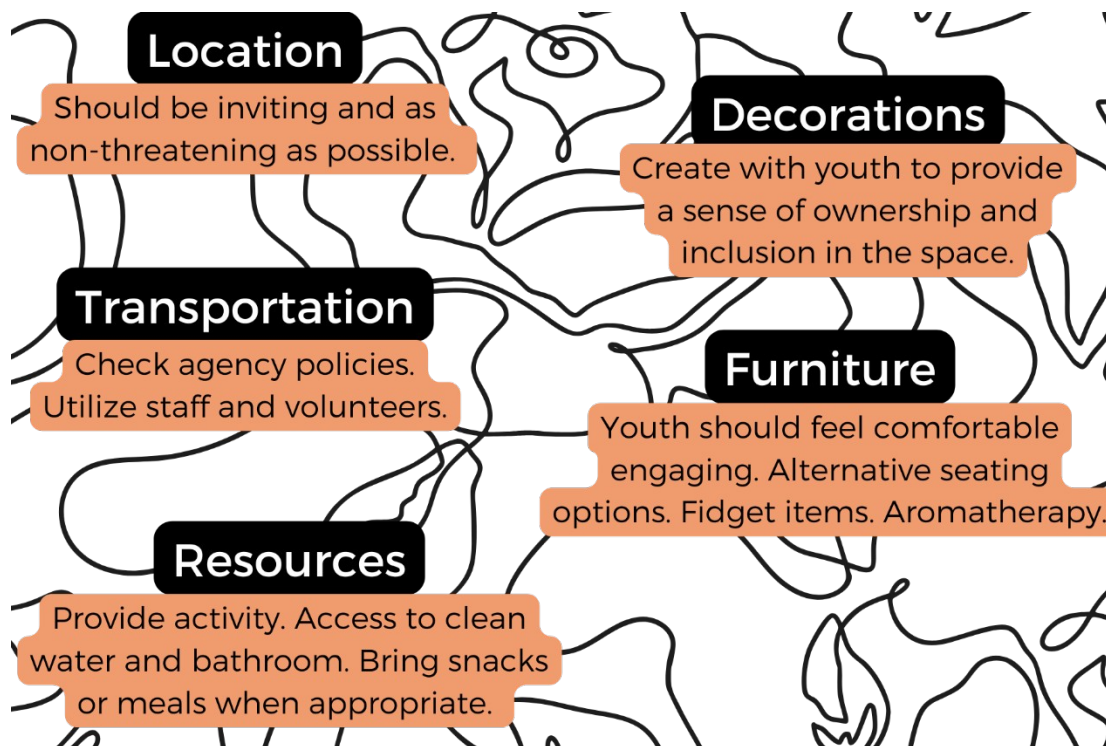 Location
Should be inviting and as
non-threatening as possible.
Decorations
Create with youth to provide
a sense of ownership and
inclusion in the space.
Transportation
Check agency policies.
Utilize staff and volunteers.
Furniture
Youth should feel comfortable
engaging. Alternative seating
options. Fidget items. Aromatherapy.
Resources
Provide activity. Access to clean
water and bathroom. Bring snacks
or meals when appropriate.